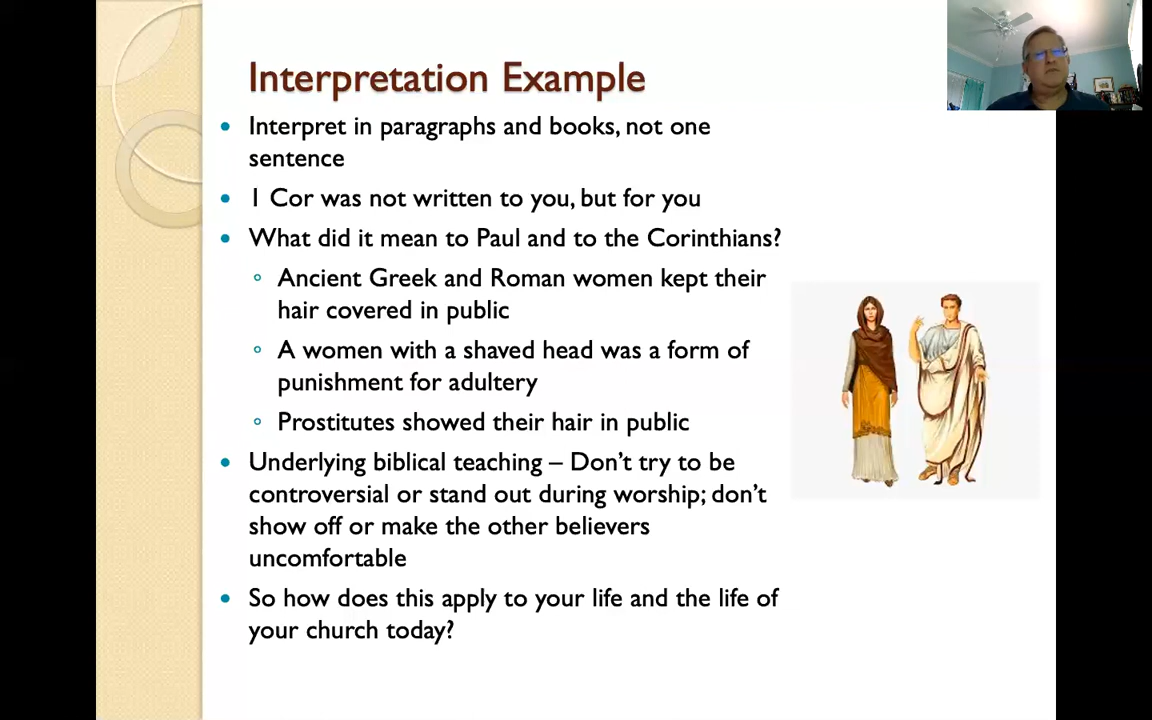 Interpretation Example
• Interpret in paragraphs and books, not one
sentence
• 1 Cor was not written to you, but for you
• What did it mean to Paul and to the Corinthians?
◦ Ancient Greek and Roman women kept their
hair covered in public
◦ A women with a shaved head was a form of
punishment for adultery
◦ Prostitutes showed their hair in public
• Underlying biblical teaching – Don't try to be
controversial or stand out during worship; don't
show off or make the other believers
uncomfortable
• So how does this apply to your life and the life of
your church today?